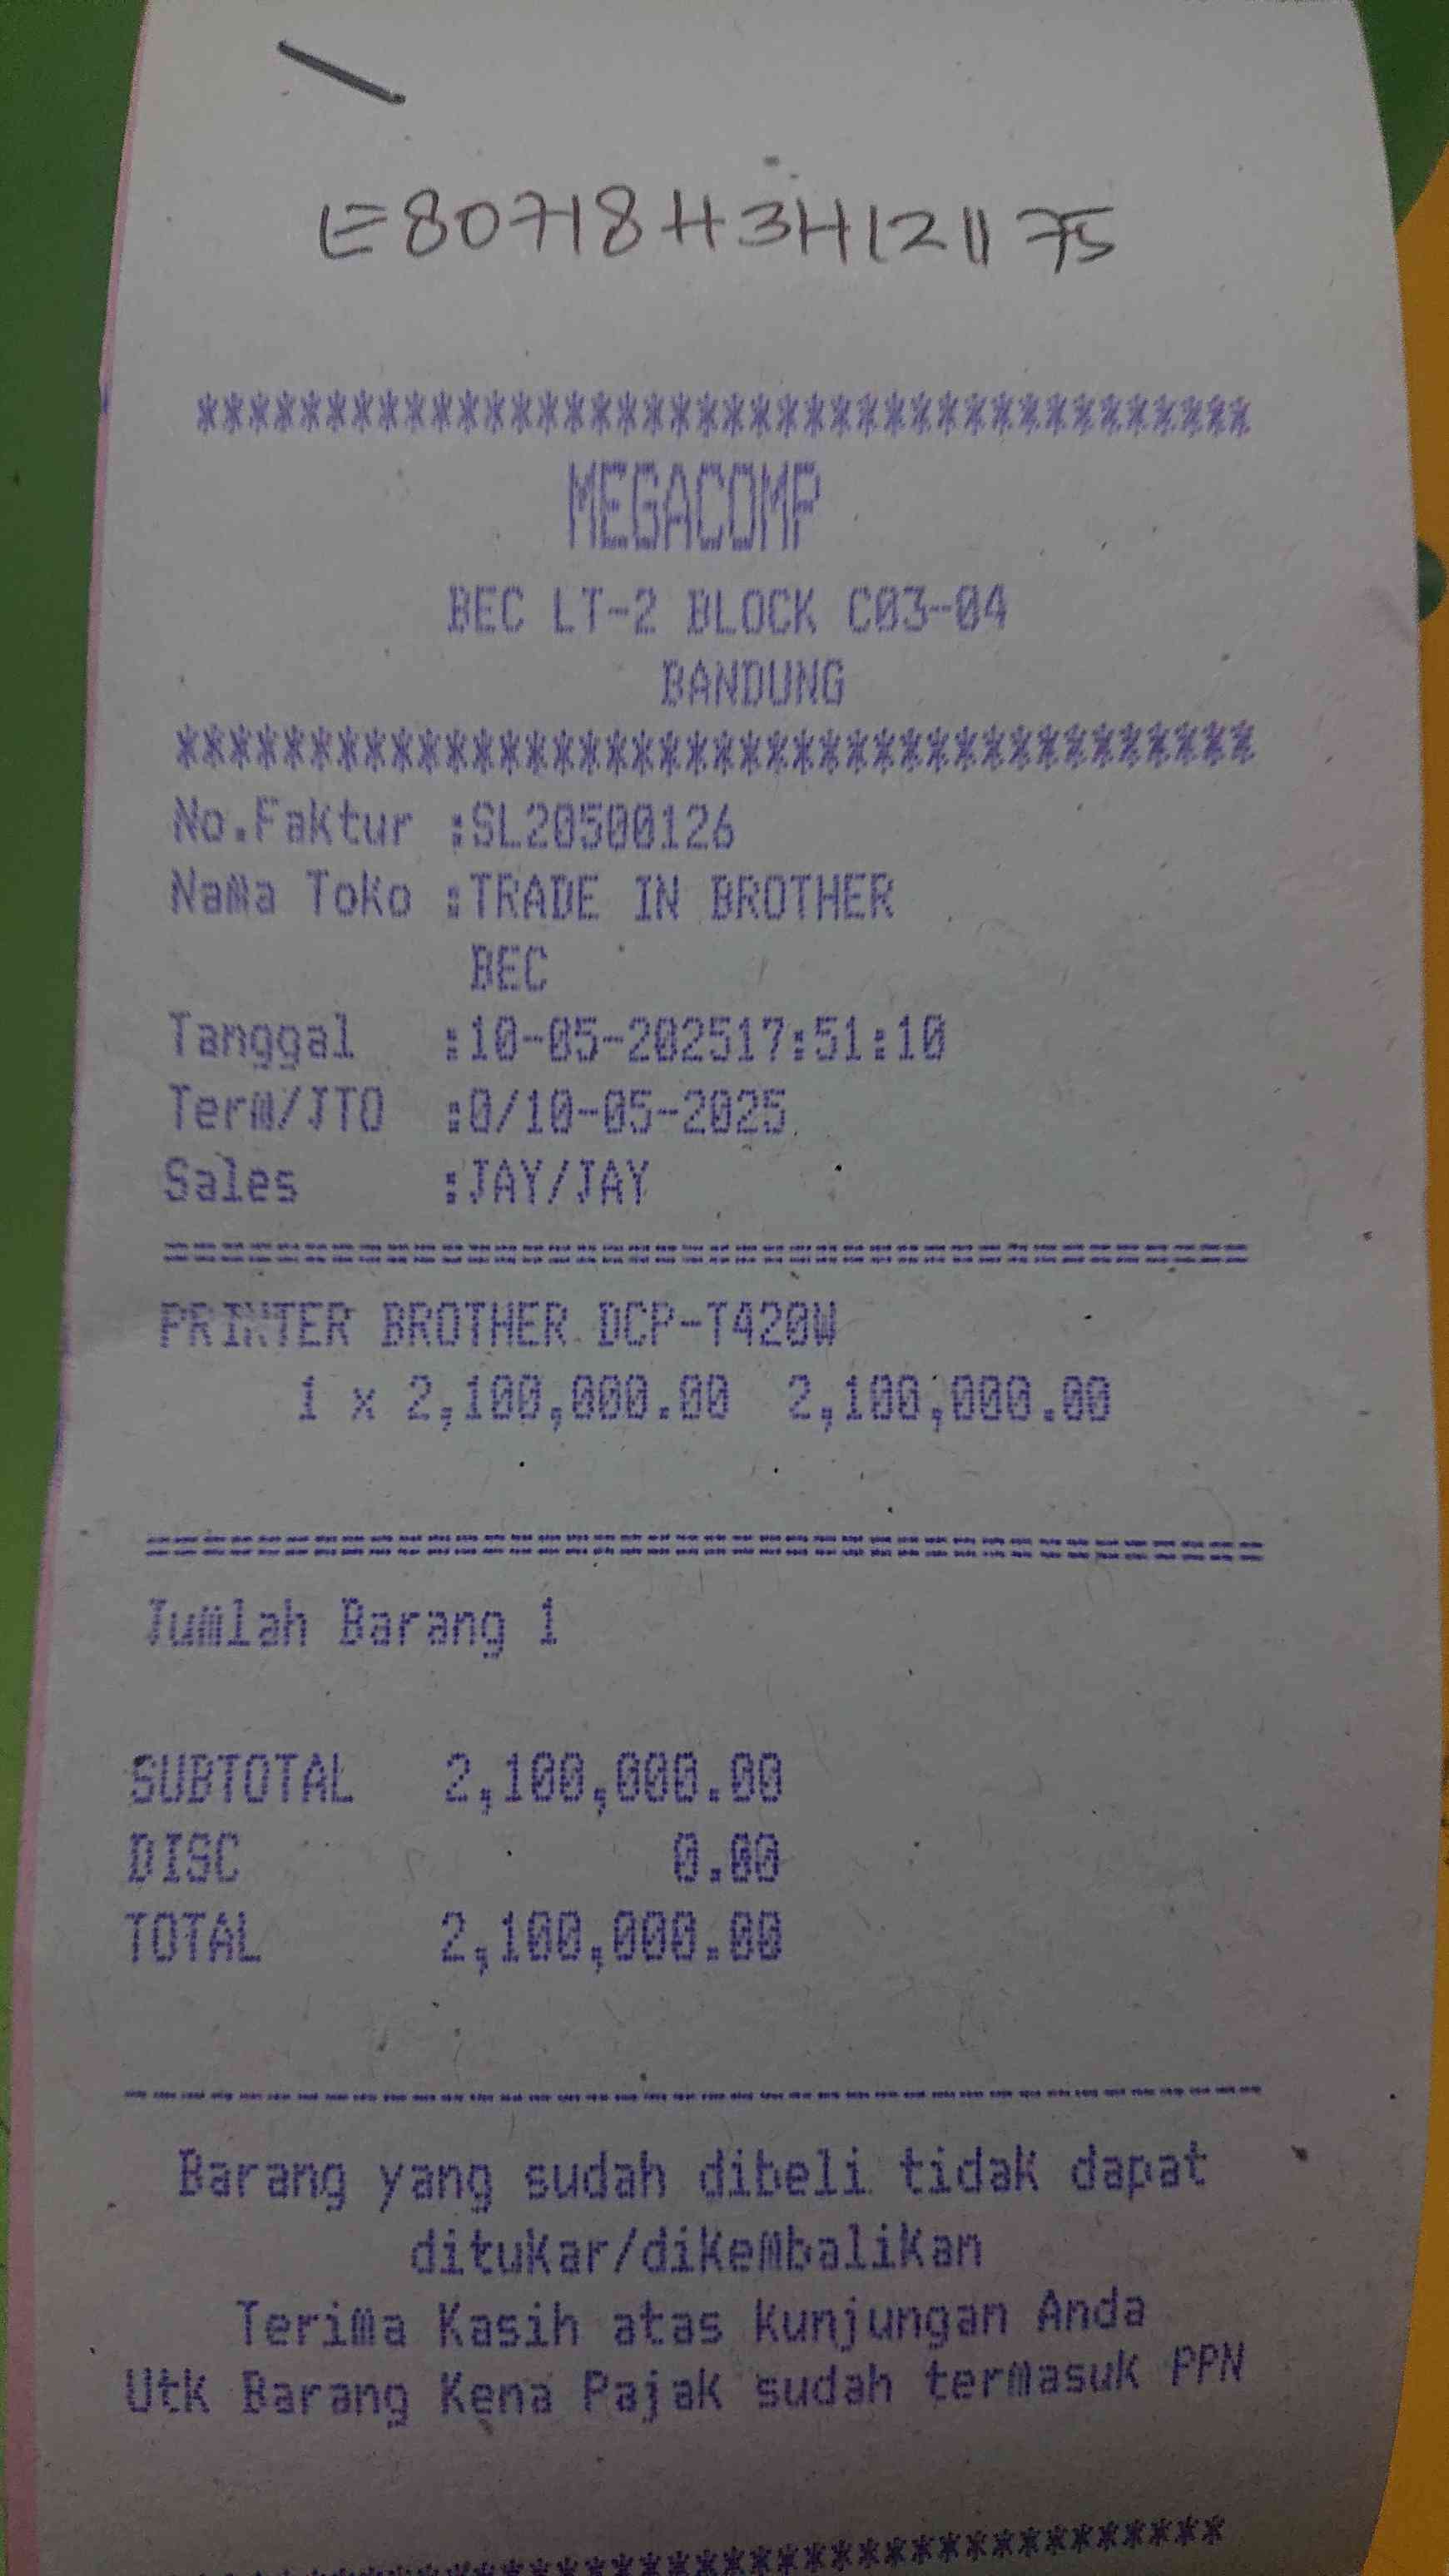 E80718H3H121175
************************************
MEGACOMP
BEC LT-2 BLOCK C03-04
BANDUNG
************************************
No.Faktur :SL20500126
Nama Toko :TRADE IN BROTHER
BEC
Tanggal :10-05-202517:51:10
Term/JTO :0/10-05-2025
Sales :JAY/JAY
========================================
PRINTER BROTHER DCP-T420W
1 x 2,100,000.00 2,100,000.00
========================================
Jumlah Barang 1
SUBTOTAL 2,100,000.00
DISC 0.00
TOTAL 2,100,000.00
----------------------------------------
Barang yang sudah dibeli tidak dapat
ditukar/dikembalikan
Terima Kasih atas kunjungan Anda
Utk Barang Kena Pajak sudah termasuk PPN
************************************